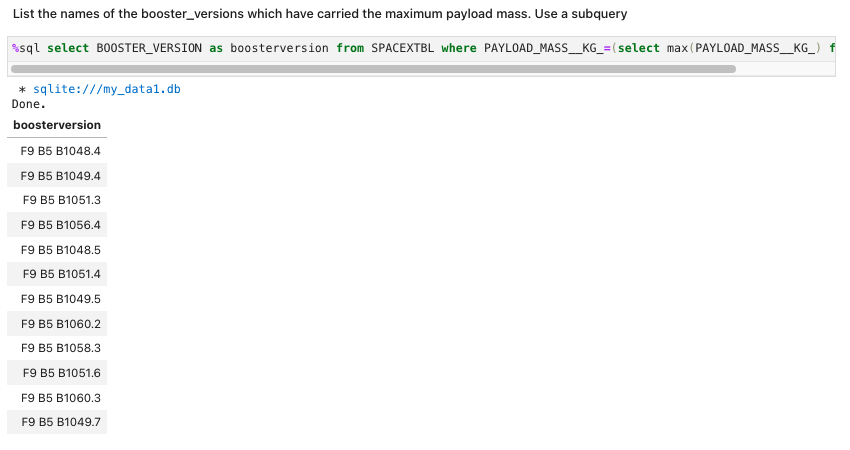 List the names of the booster_versions which have carried the maximum payload mass. Use a subquery
%sql select BOOSTER_VERSION as boosterversion from SPACEXTBL where PAYLOAD_MASS__KG_=(select max(PAYLOAD_MASS__KG_) f
* sqlite:///my_data1.db
Done.
boosterversion
F9 B5 B1048.4
F9 B5 B1049.4
F9 B5 B1051.3
F9 B5 B1056.4
F9 B5 B1048.5
F9 B5 B1051.4
F9 B5 B1049.5
F9 B5 B1060.2
F9 B5 B1058.3
F9 B5 B1051.6
F9 B5 B1060.3
F9 B5 B1049.7